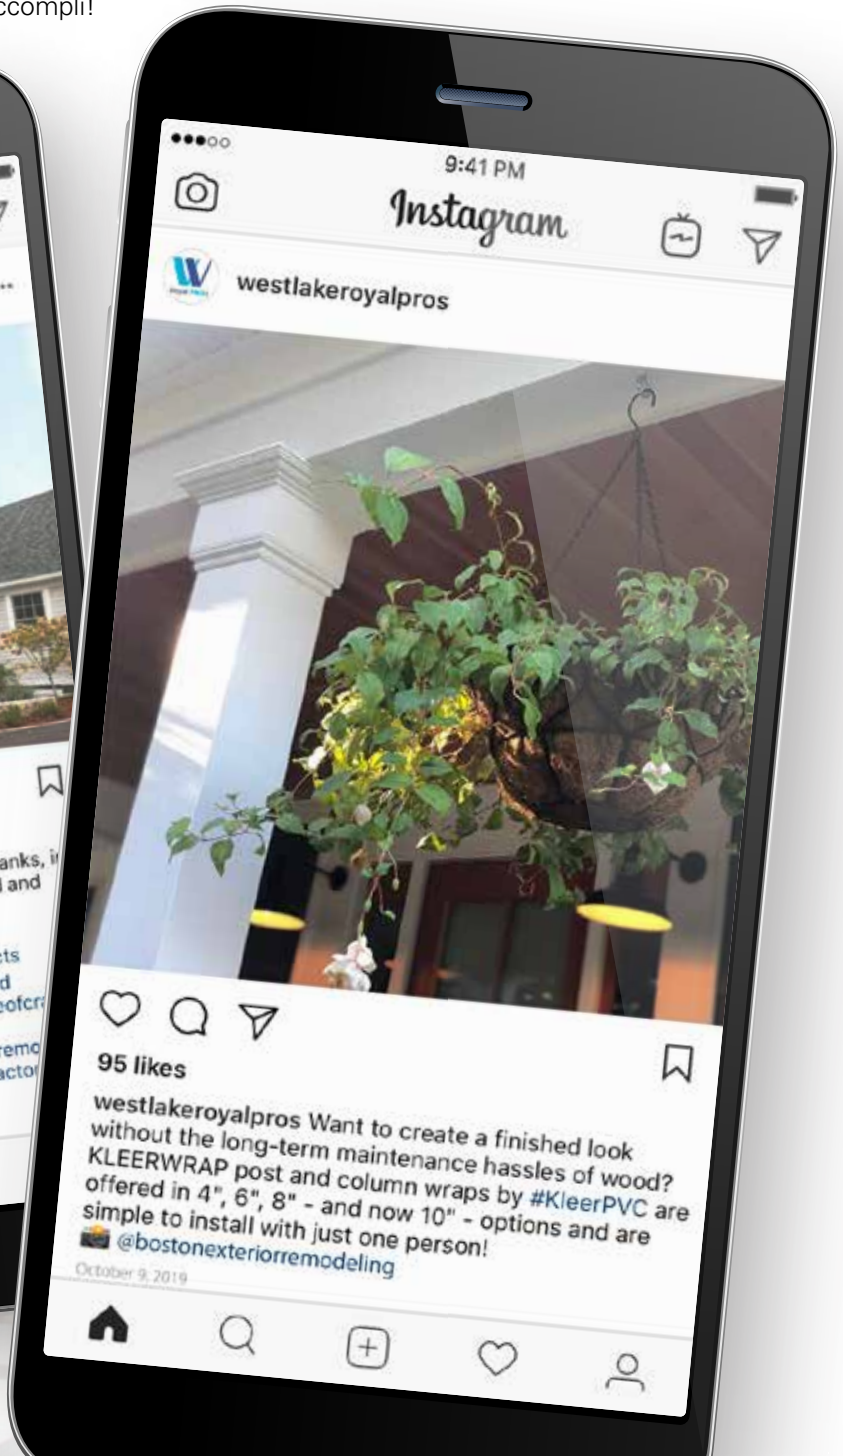 ccompli!
9:41 PM
Instagram
westlakeroyalpros
95 likes
westlakeroyalpros Want to create a finished look
without the long-term maintenance hassles of wood?
KLEERWRAP post and column wraps by #KleerPVC are
offered in 4", 6", 8" - and now 10" - options and are
simple to install with just one person!
📸 @bostonexteriorremodeling
October 9, 2019
anks, i
and
cts
d
eofcr
remo
actor